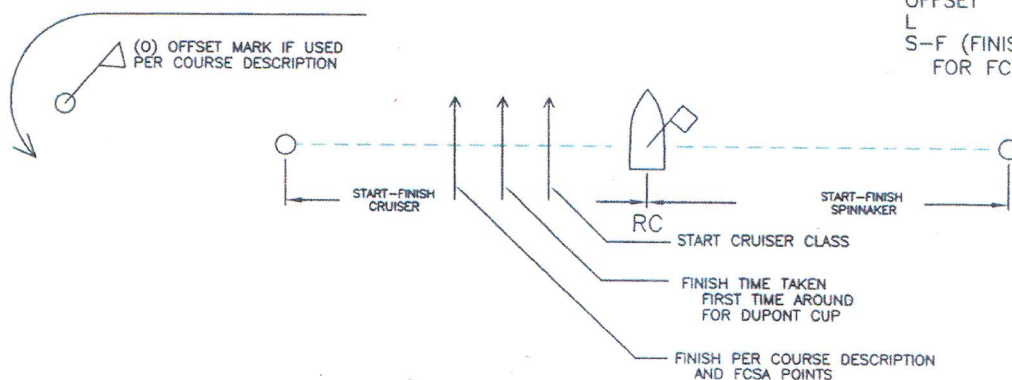 OFFSET
L
S-F (FINIS
FOR FC
(O) OFFSET MARK IF USED
PER COURSE DESCRIPTION
START-FINISH
CRUISER
RC
START-FINISH
SPINNAKER
START CRUISER CLASS
FINISH TIME TAKEN
FIRST TIME AROUND
FOR DUPONT CUP
FINISH PER COURSE DESCRIPTION
AND FCSA POINTS